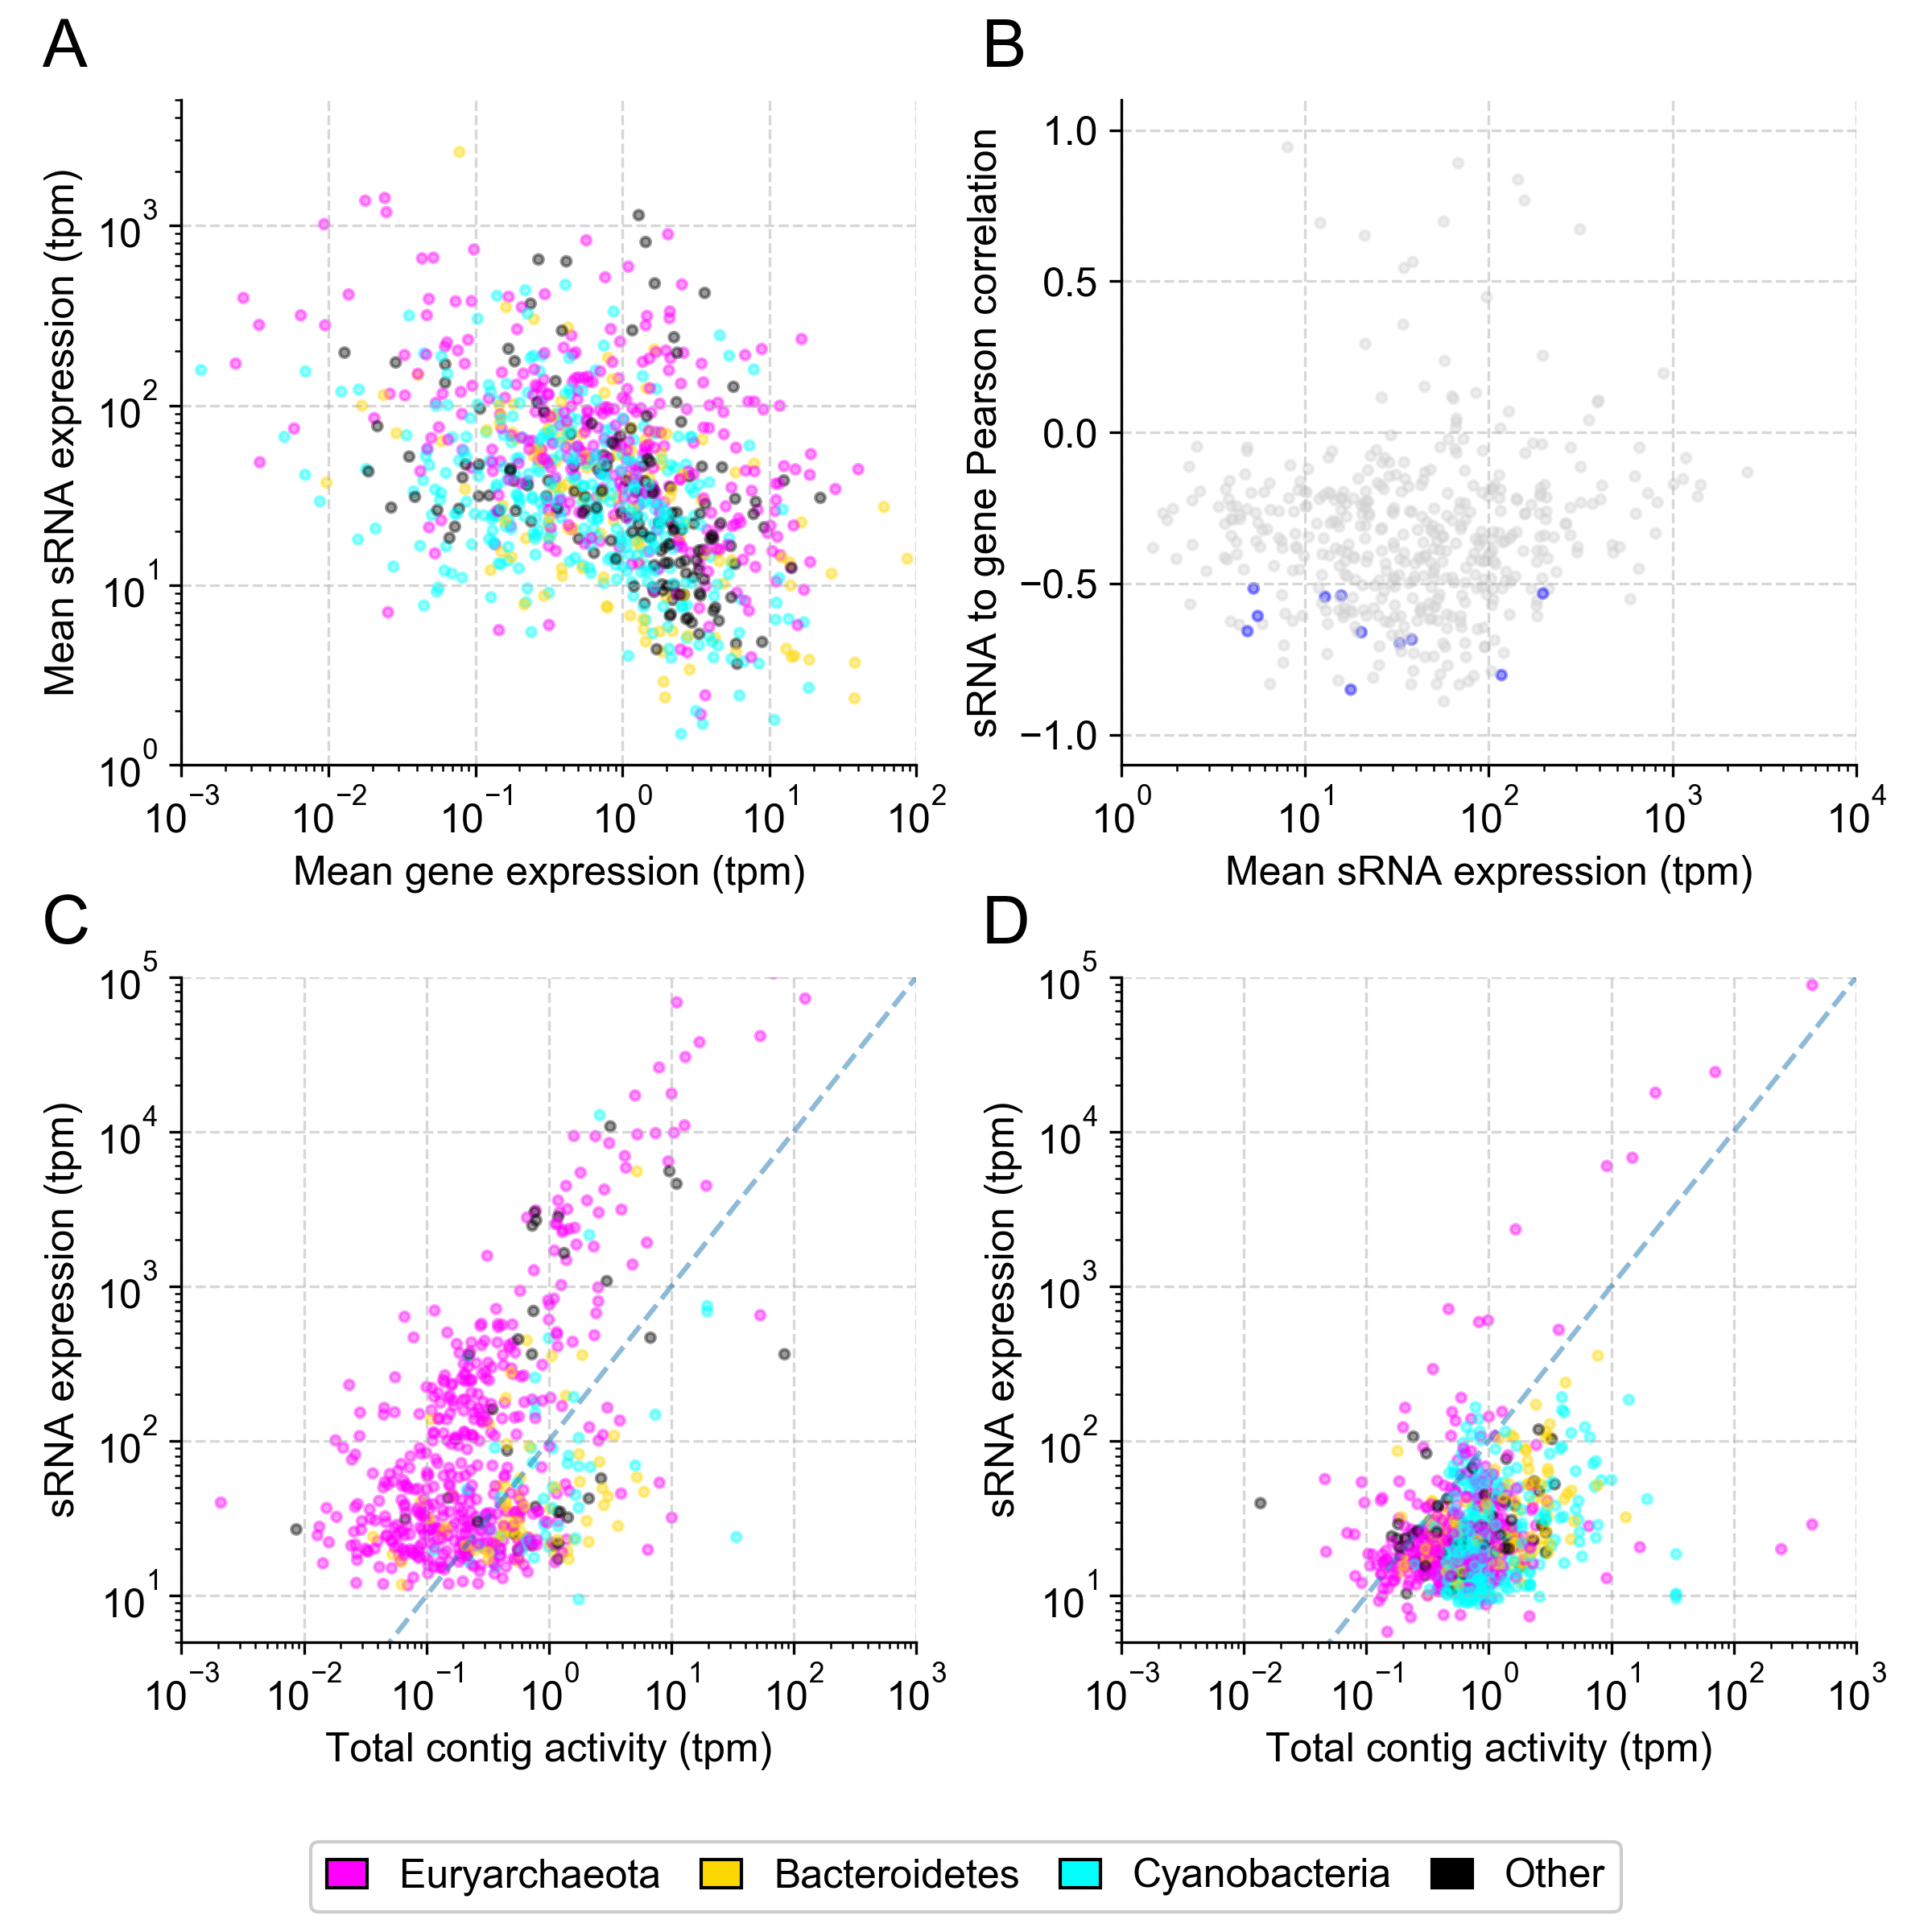 A
Mean sRNA expression (tpm)
10^3
10^2
10^1
10^0
10^−3 10^−2 10^−1 10^0 10^1 10^2
Mean gene expression (tpm)
B
sRNA to gene Pearson correlation
1.0
0.5
0.0
−0.5
−1.0
10^0 10^1 10^2 10^3 10^4
Mean sRNA expression (tpm)
C
sRNA expression (tpm)
10^5
10^4
10^3
10^2
10^1
10^−3 10^−2 10^−1 10^0 10^1 10^2 10^3
Total contig activity (tpm)
D
sRNA expression (tpm)
10^5
10^4
10^3
10^2
10^1
10^−3 10^−2 10^−1 10^0 10^1 10^2 10^3
Total contig activity (tpm)
Euryarchaeota Bacteroidetes Cyanobacteria Other